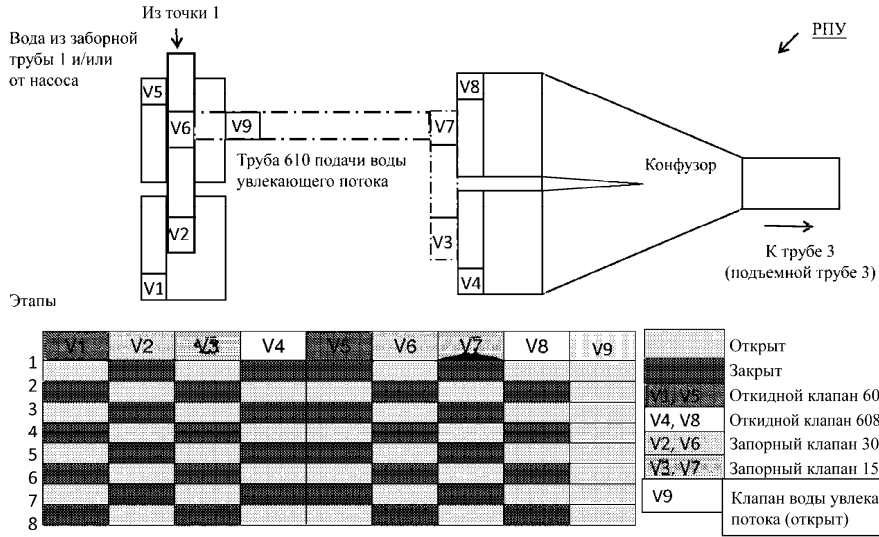 Из точки 1
Вода из заборной
трубы 1 и/или
от насоса
РПУ
V5
V8
V6
V9
V7
Труба 610 подачи воды
увлекающего потока
Конфузор
V2
V3
V1
V4
К трубе 3
(подъемной трубе 3)
Этапы
V1 V2 V3 V4 V5 V6 V7 V8 V9
1
2
3
4
5
6
7
8
Открыт
Закрыт
V1, V5 Откидной клапан 60
V4, V8 Откидной клапан 608
V2, V6 Запорный клапан 30
V3, V7 Запорный клапан 15
V9 Клапан воды увлека
потока (открыт)